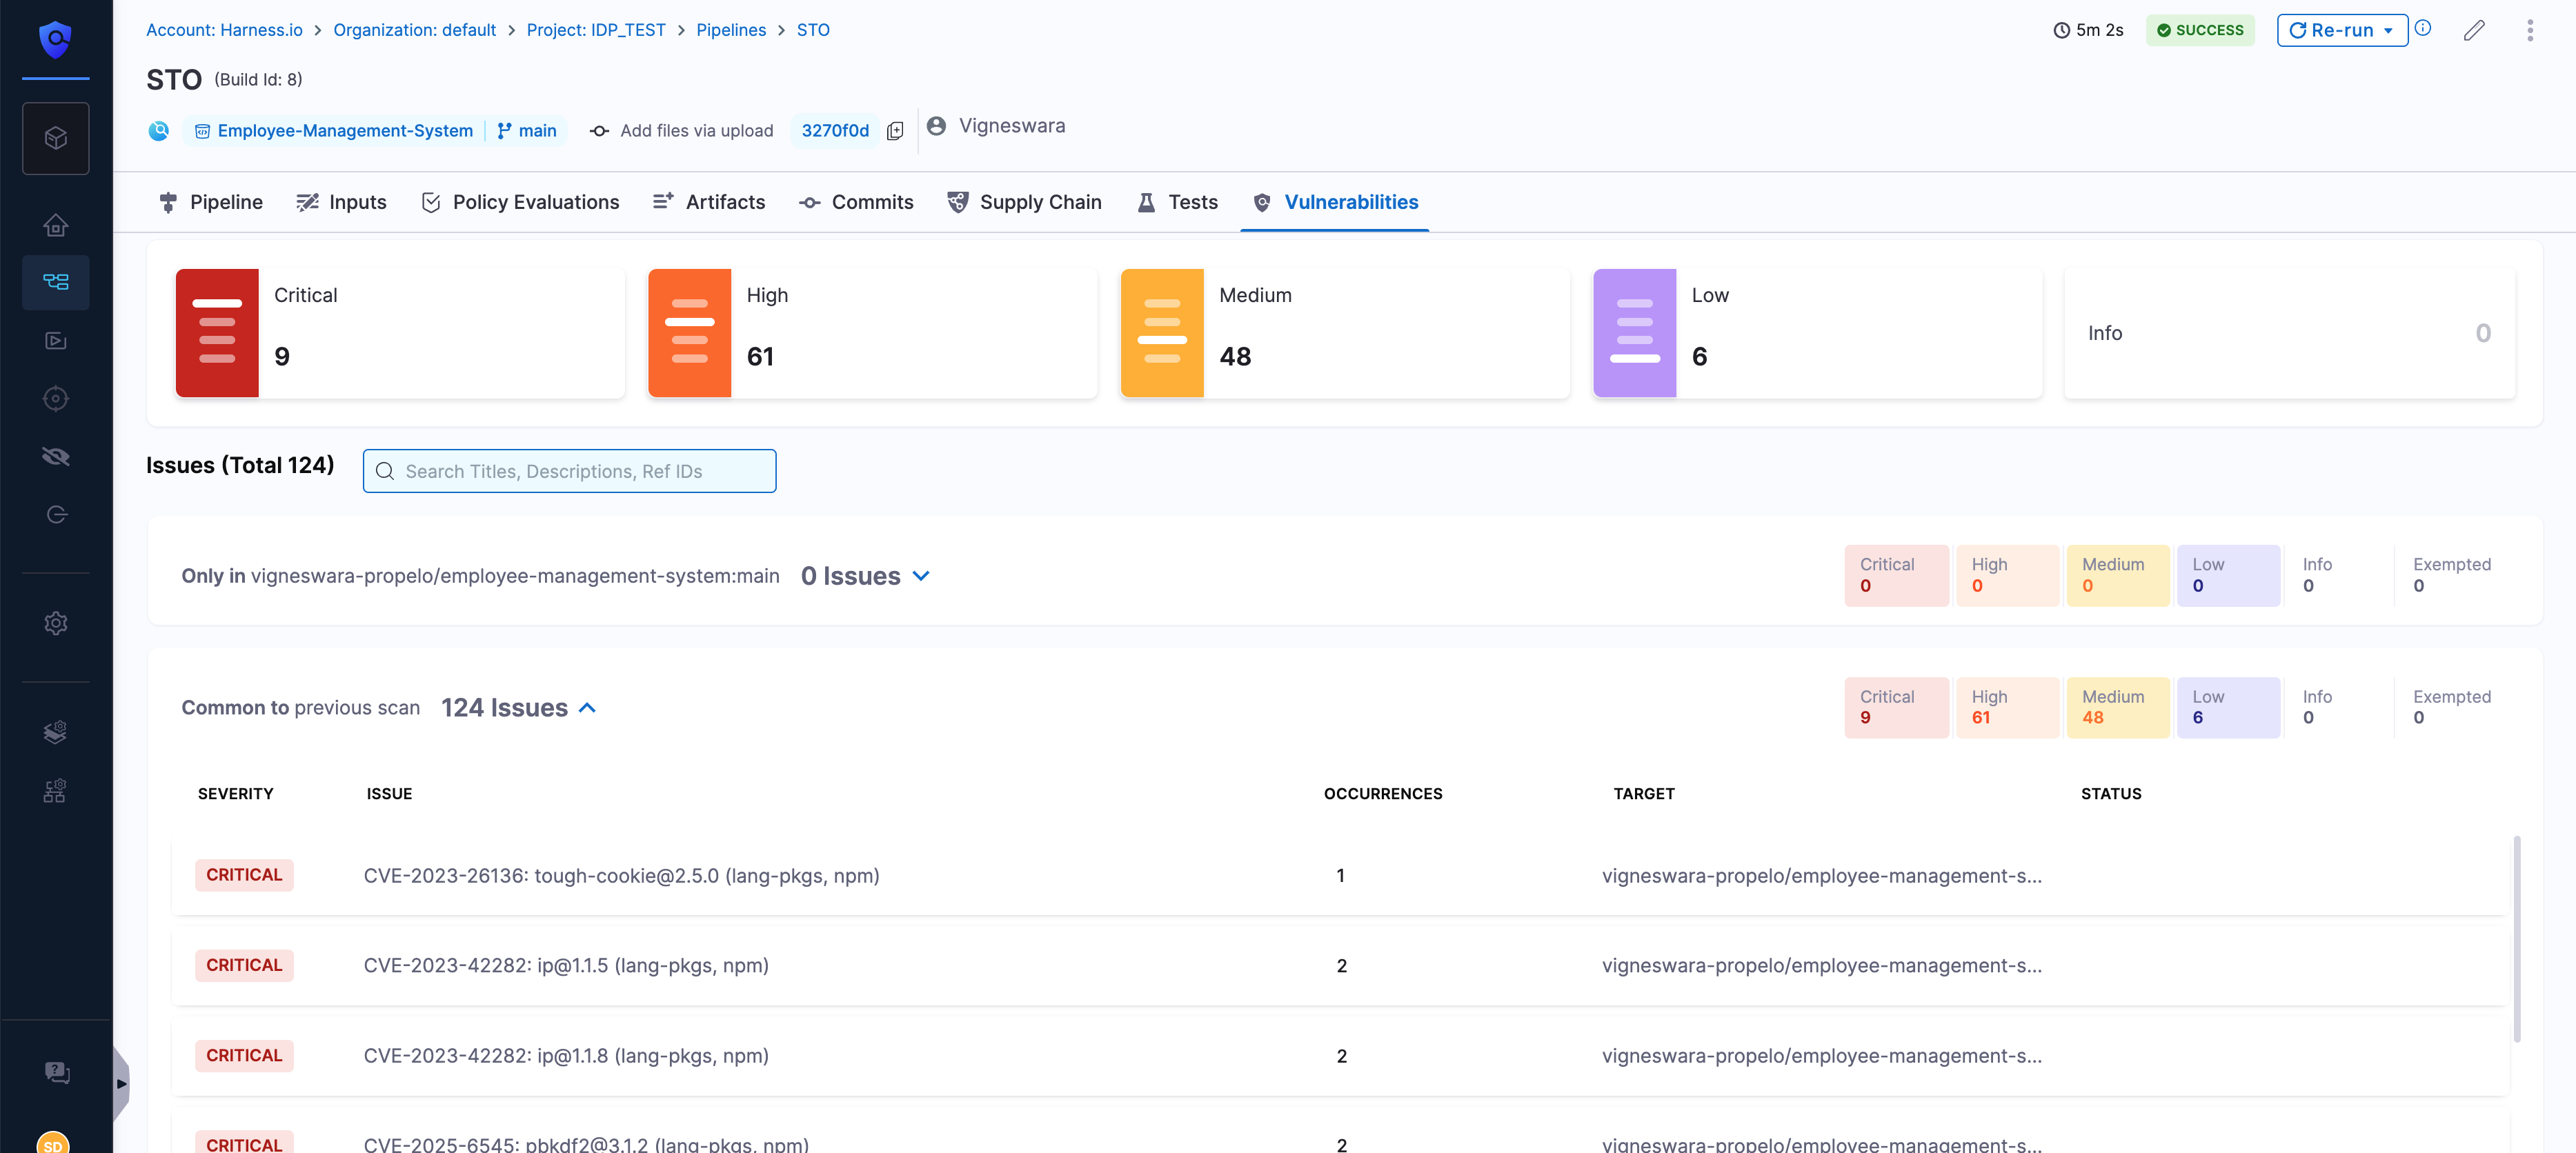 Account: Harness.io > Organization: default > Project: IDP_TEST > Pipelines > STO
5m 2s
SUCCESS
Re-run
STO (Build Id: 8)
Employee-Management-System
main
Add files via upload
3270f0d
Vigneswara
Pipeline
Inputs
Policy Evaluations
Artifacts
Commits
Supply Chain
Tests
Vulnerabilities
Critical
9
High
61
Medium
48
Low
6
Info
0
Issues (Total 124)
Search Titles, Descriptions, Ref IDs
Only in vigneswara-propelo/employee-management-system:main
0 Issues
Critical
0
High
0
Medium
0
Low
0
Info
0
Exempted
0
Common to previous scan
124 Issues
Critical
9
High
61
Medium
48
Low
6
Info
0
Exempted
0
SEVERITY ISSUE OCCURRENCES TARGET STATUS
CRITICAL CVE-2023-26136: tough-cookie@2.5.0 (lang-pkgs, npm) 1 vigneswara-propelo/employee-management-s...
CRITICAL CVE-2023-42282: ip@1.1.5 (lang-pkgs, npm) 2 vigneswara-propelo/employee-management-s...
CRITICAL CVE-2023-42282: ip@1.1.8 (lang-pkgs, npm) 2 vigneswara-propelo/employee-management-s...
CRITICAL CVE-2025-6545: pbkdf2@3.1.2 (lang-pkgs, npm) 2 vigneswara-propelo/employee-management-s...
SD